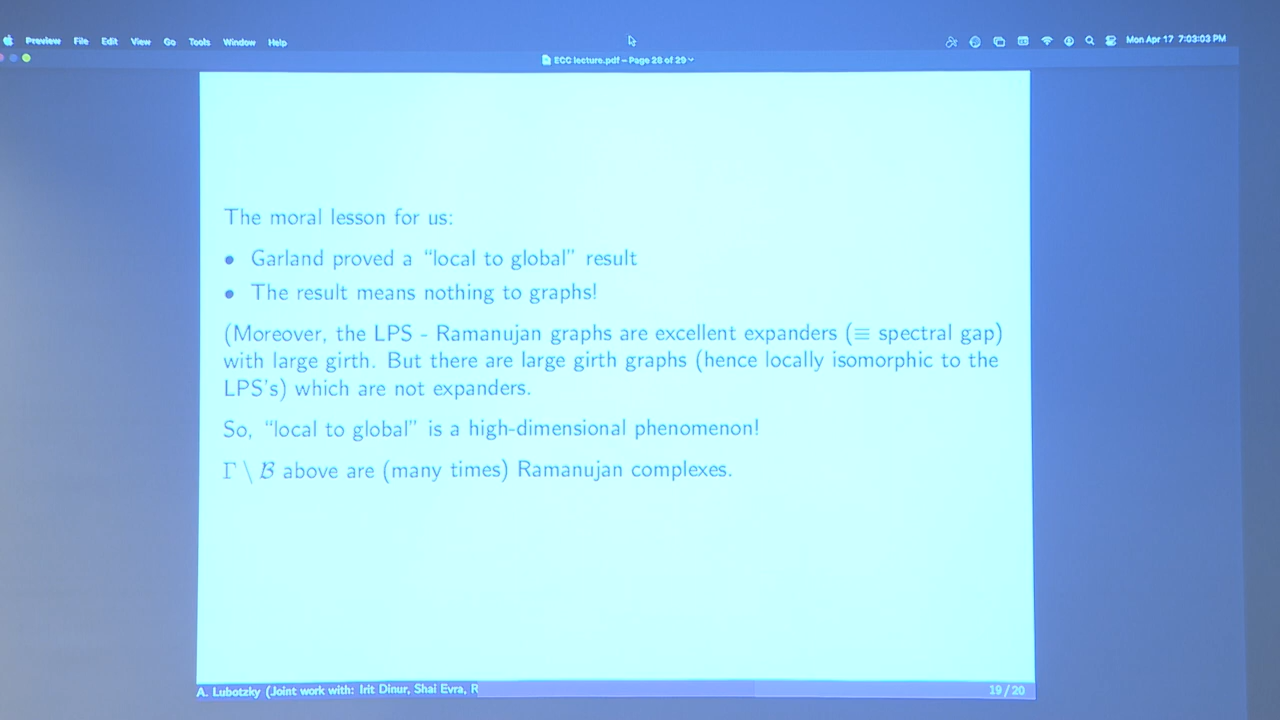 Preview File Edit View Go Tools Window Help Mon Apr 17 7:03:03 PM
ECC lecture.pdf – Page 28 of 29
The moral lesson for us:
• Garland proved a “local to global” result
• The result means nothing to graphs!
(Moreover, the LPS - Ramanujan graphs are excellent expanders (≡ spectral gap)
with large girth. But there are large girth graphs (hence locally isomorphic to the
LPS's) which are not expanders.
So, “local to global” is a high-dimensional phenomenon!
Γ \ ℬ above are (many times) Ramanujan complexes.
A. Lubotzky (Joint work with: Irit Dinur, Shai Evra, R 19 / 20